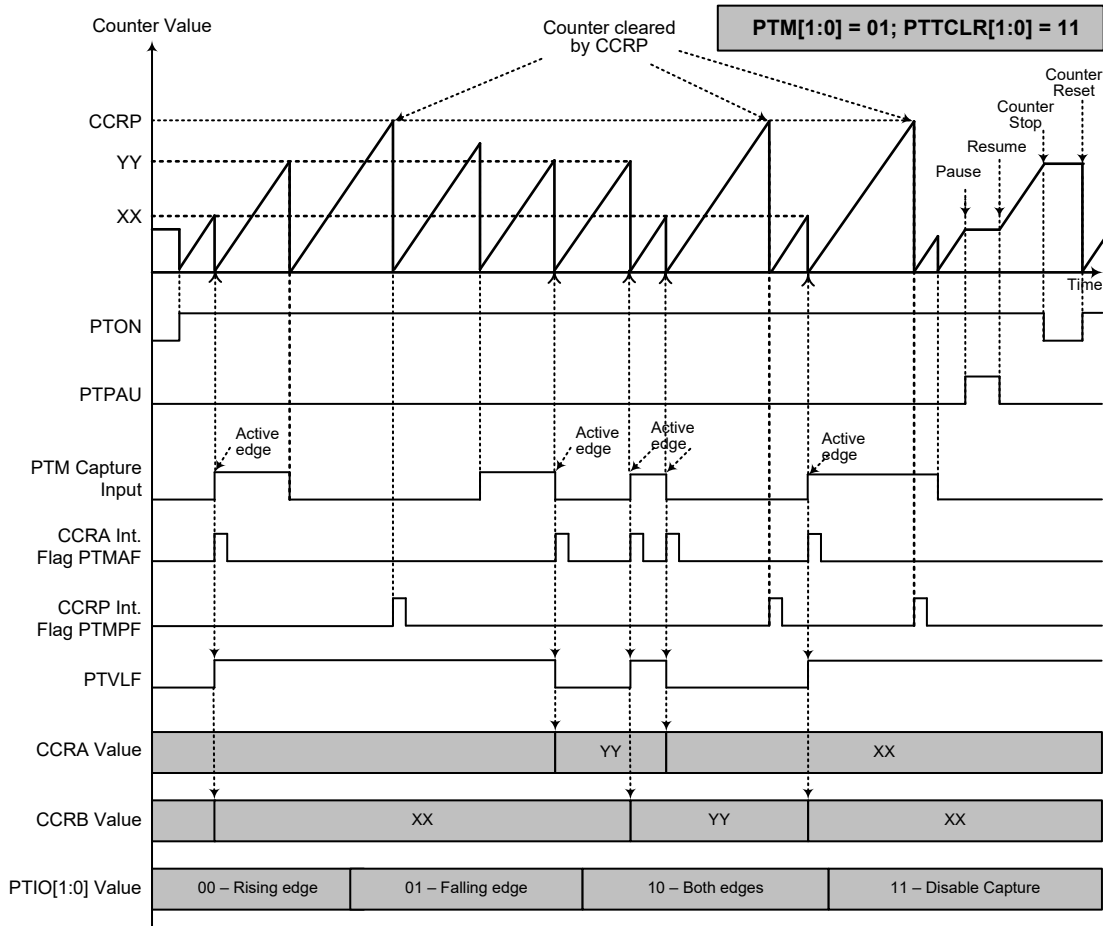 Counter Value
Counter cleared
by CCRP
PTM[1:0] = 01; PTTCLR[1:0] = 11
Counter
Reset
Counter
Stop
Resume
Pause
CCRP
YY
XX
Time
PTON
PTPAU
Active
edge
Active
edge
Active
edge
Active
edge
PTM Capture
Input
CCRA Int.
Flag PTMAF
CCRP Int.
Flag PTMPF
PTVLF
CCRA Value
YY
XX
CCRB Value
XX
YY
XX
PTIO[1:0] Value
00 – Rising edge
01 – Falling edge
10 – Both edges
11 – Disable Capture